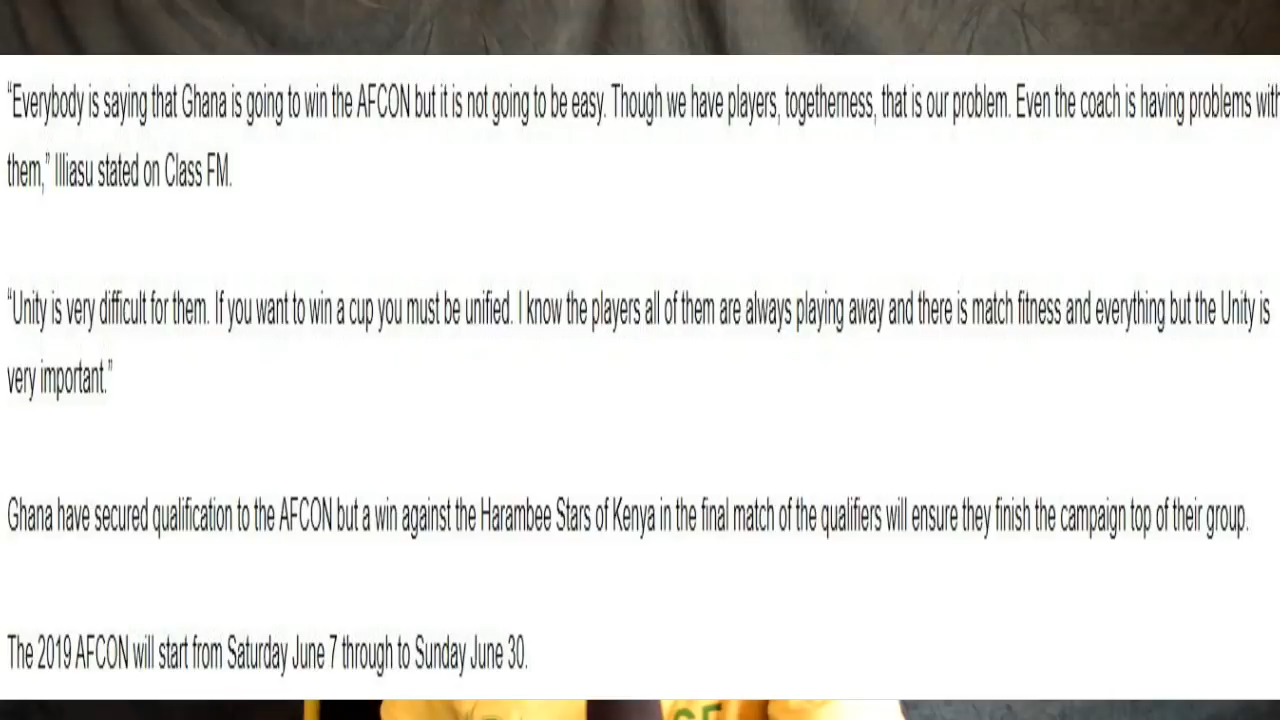 “Everybody is saying that Ghana is going to win the AFCON but it is not going to be easy. Though we have players, togetherness, that is our problem. Even the coach is having problems with
them,” Illiasu stated on Class FM.
“Unity is very difficult for them. If you want to win a cup you must be unified. I know the players all of them are always playing away and there is match fitness and everything but the Unity is
very important.”
Ghana have secured qualification to the AFCON but a win against the Harambee Stars of Kenya in the final match of the qualifiers will ensure they finish the campaign top of their group.
The 2019 AFCON will start from Saturday June 7 through to Sunday June 30.